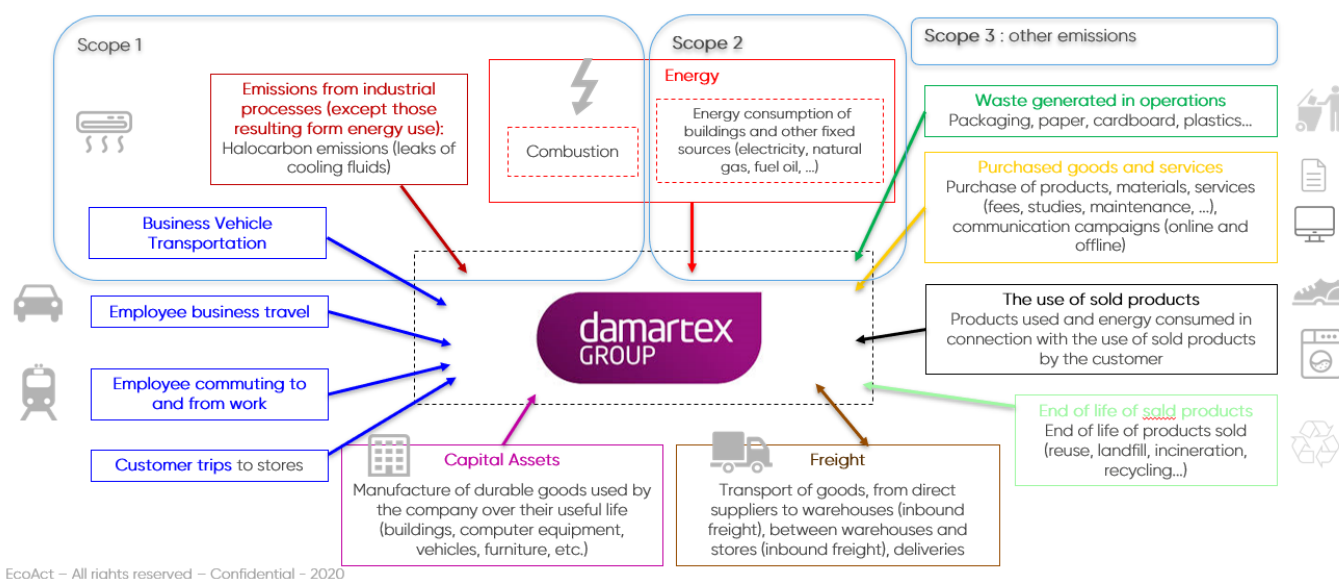 Scope 1
Scope 2
Scope 3 : other emissions
Emissions from industrial
processes (except those
resulting form energy use):
Halocarbon emissions (leaks of
cooling fluids)
Combustion
Energy
Energy consumption of
buildings and other fixed
sources (electricity, natural
gas, fuel oil, ...)
Waste generated in operations
Packaging, paper, cardboard, plastics...
Purchased goods and services
Purchase of products, materials, services
(fees, studies, maintenance, ...),
communication campaigns (online and
offline)
Business Vehicle
Transportation
Employee business travel
Employee commuting to
and from work
Customer trips to stores
damartex
GROUP
The use of sold products
Products used and energy consumed in
connection with the use of sold products
by the customer
End of life of sald products
End of life of products sold
(reuse, landfill, incineration,
recycling...)
Capital Assets
Manufacture of durable goods used by
the company over their useful life
(buildings, computer equipment,
vehicles, furniture, etc.)
Freight
Transport of goods, from direct
suppliers to warehouses (inbound
freight), between warehouses and
stores (inbound freight), deliveries
EcoAct – All rights reserved – Confidential - 2020